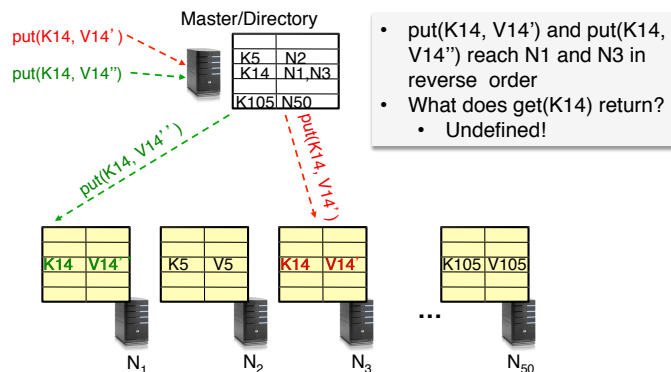 Master/Directory
put(K14, V14')
put(K14, V14'')
K5 N2
K14 N1,N3
K105 N50
• put(K14, V14') and put(K14,
V14'') reach N1 and N3 in
reverse order
• What does get(K14) return?
• Undefined!
put(K14, V14'')
put(K14, V14')
K14 V14''
K5 V5
K14 V14'
K105 V105
...
N1
N2
N3
N50